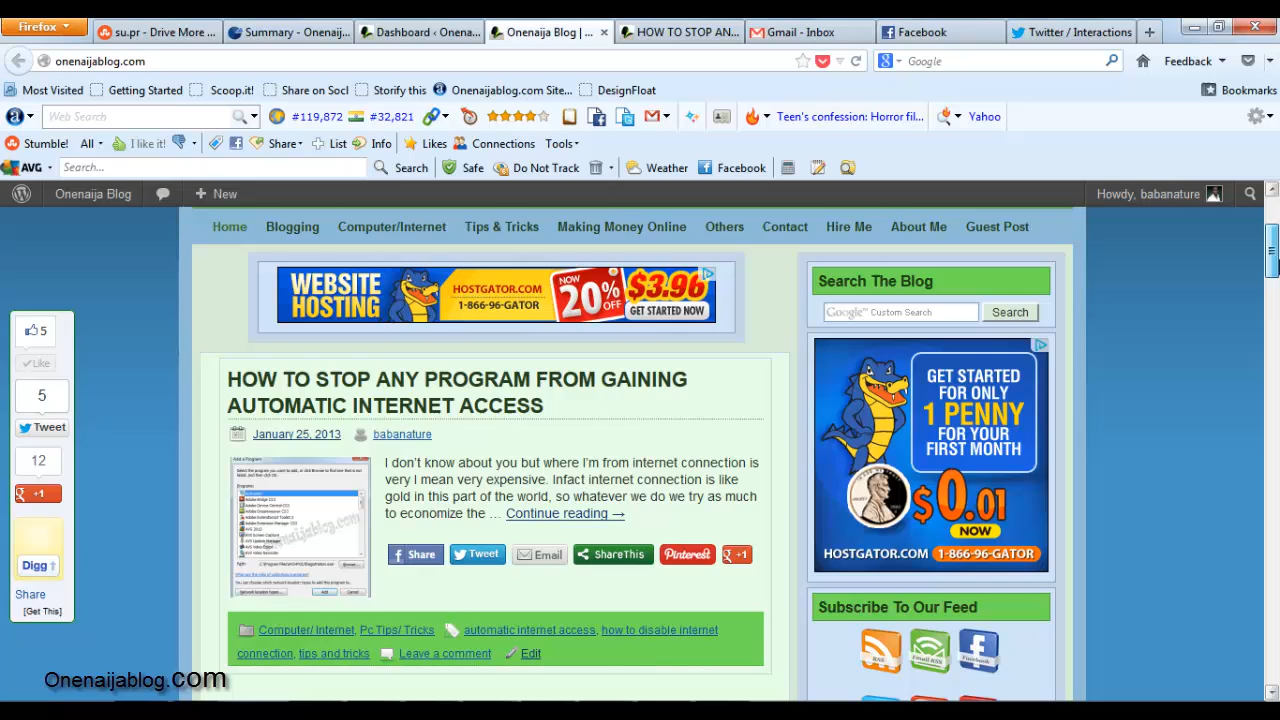 Firefox
su.pr - Drive More ...
Summary - Onenaij...
Dashboard ‹ Onena...
Onenaija Blog | ...
HOW TO STOP AN...
Gmail - Inbox
Facebook
Twitter / Interactions
onenaijablog.com
Google
Feedback
Most Visited
Getting Started
Scoop.it!
Share on Socl
Storify this
Onenaijablog.com Site...
DesignFloat
Bookmarks
Web Search
#119,872
#32,821
Teen's confession: Horror fil...
Yahoo
Stumble!
All
I like it!
Share
List
Info
Likes
Connections
Tools
AVG
Search...
Search
Safe
Do Not Track
Weather
Facebook
Onenaija Blog
New
Howdy, babanature
Home
Blogging
Computer/Internet
Tips & Tricks
Making Money Online
Others
Contact
Hire Me
About Me
Guest Post
WEBSITE
HOSTING
HOSTGATOR.COM
1-866-96-GATOR
NOW
20%
OFF
$3.96
GET STARTED NOW
Search The Blog
Google™ Custom Search
Search
5
Like
5
Tweet
12
+1
Digg
Share
[Get This]
HOW TO STOP ANY PROGRAM FROM GAINING
AUTOMATIC INTERNET ACCESS
January 25, 2013
babanature
I don't know about you but where I'm from internet connection is
very I mean very expensive. Infact internet connection is like
gold in this part of the world, so whatever we do we try as much
to economize the … Continue reading →
Share
Tweet
Email
ShareThis
Pinterest
+1
Computer/ Internet, Pc Tips/ Tricks
automatic internet access, how to disable internet
connection, tips and tricks
Leave a comment
Edit
GET STARTED
FOR ONLY
1 PENNY
FOR YOUR
FIRST MONTH
$0.01
NOW
HOSTGATOR.COM
1-866-96-GATOR
Subscribe To Our Feed
RSS
Email RSS
Facebook
Onenaijablog.com